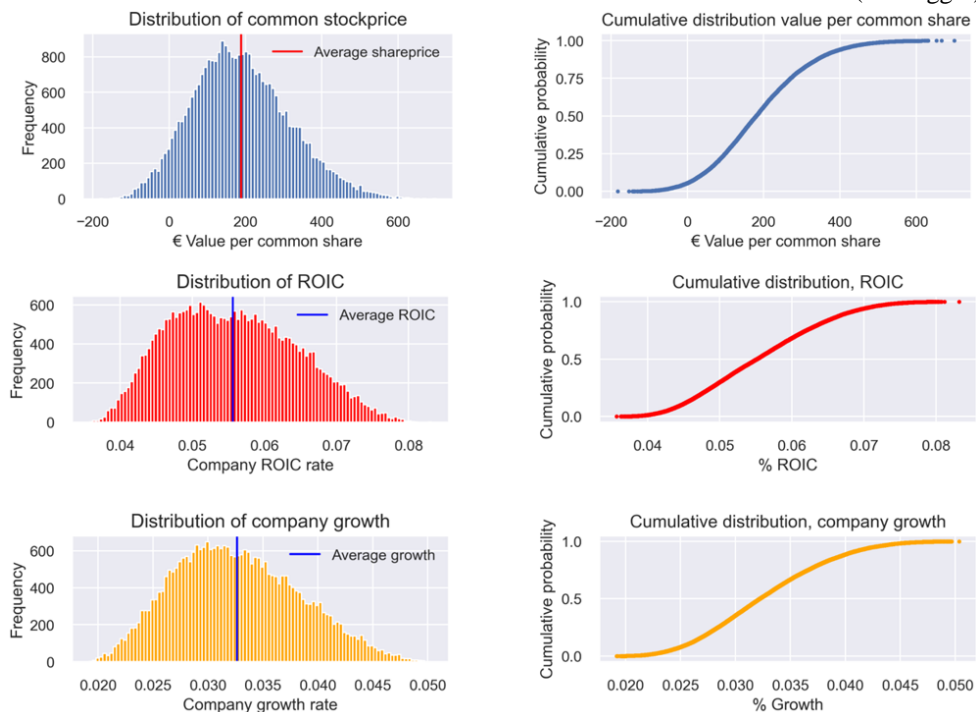 Distribution of common stockprice
Average shareprice
Frequency
800
600
400
200
0
−200 0 200 400 600
€ Value per common share
Cumulative distribution value per common share
Cumulative probability
1.00
0.75
0.50
0.25
0.00
−200 0 200 400 600
€ Value per common share
Distribution of ROIC
Average ROIC
Frequency
600
400
200
0
0.04 0.05 0.06 0.07 0.08
Company ROIC rate
Cumulative distribution, ROIC
Cumulative probability
1.0
0.5
0.0
0.04 0.05 0.06 0.07 0.08
% ROIC
Distribution of company growth
Average growth
Frequency
600
400
200
0
0.020 0.025 0.030 0.035 0.040 0.045 0.050
Company growth rate
Cumulative distribution, company growth
Cumulative probability
1.0
0.5
0.0
0.020 0.025 0.030 0.035 0.040 0.045 0.050
% Growth